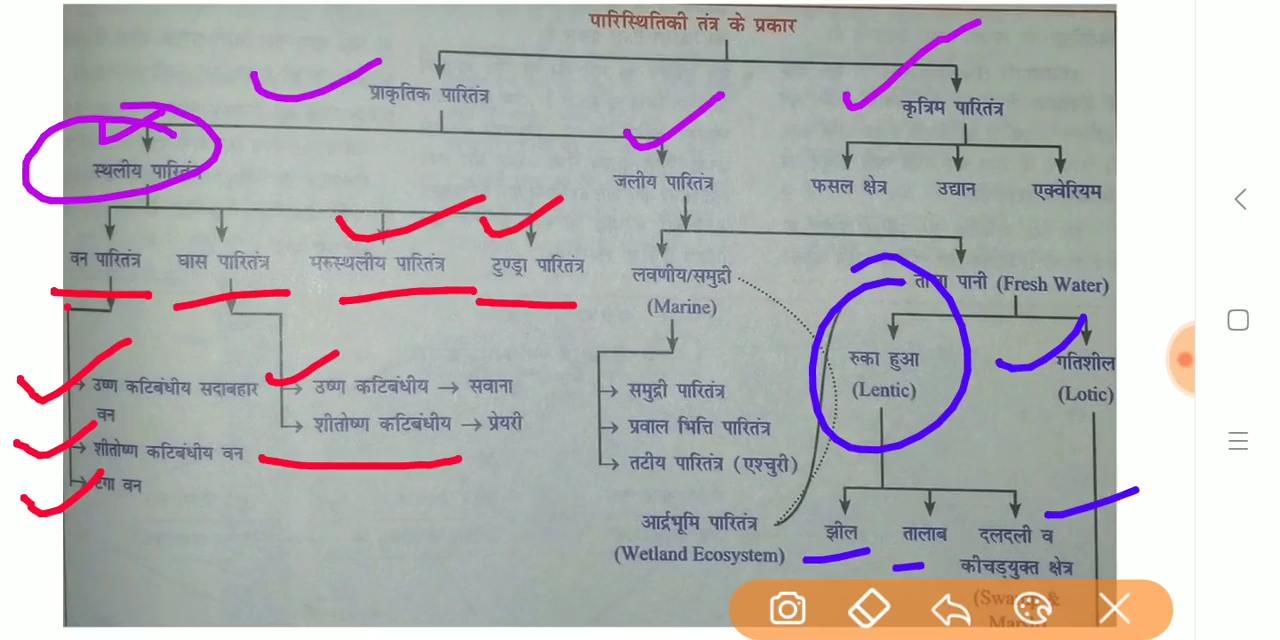 पारिस्थितिकी तंत्र के प्रकार
प्राकृतिक पारितंत्र
कृत्रिम पारितंत्र
स्थलीय पारितंत्र
जलीय पारितंत्र
फसल क्षेत्र
उद्यान
एक्वेरियम
वन पारितंत्र
घास पारितंत्र
मरुस्थलीय पारितंत्र
टुण्ड्रा पारितंत्र
लवणीय/समुद्री
(Marine)
ताजा पानी (Fresh Water)
रुका हुआ
(Lentic)
गतिशील
(Lotic)
उष्ण कटिबंधीय सदाबहार
वन
शीतोष्ण कटिबंधीय वन
टैगा वन
उष्ण कटिबंधीय → सवाना
शीतोष्ण कटिबंधीय → प्रेयरी
समुद्री पारितंत्र
प्रवाल भित्ति पारितंत्र
तटीय पारितंत्र (एश्चुरी)
आर्द्रभूमि पारितंत्र
(Wetland Ecosystem)
झील
तालाब
दलदली व
कीचड़युक्त क्षेत्र